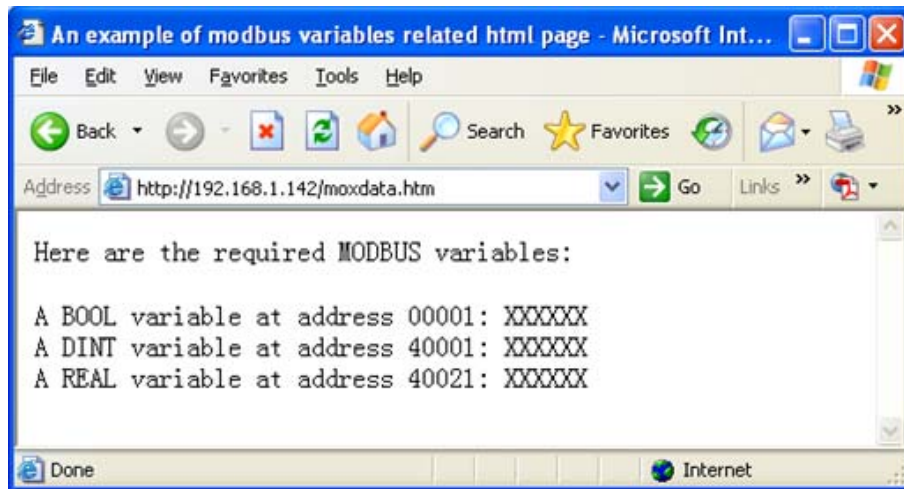 An example of modbus variables related html page - Microsoft Int...
File Edit View Favorites Tools Help
Back Search Favorites »
Address http://192.168.1.142/moxdata.htm Go Links »
Here are the required MODBUS variables:
A BOOL variable at address 00001: XXXXXX
A DINT variable at address 40001: XXXXXX
A REAL variable at address 40021: XXXXXX
Done Internet